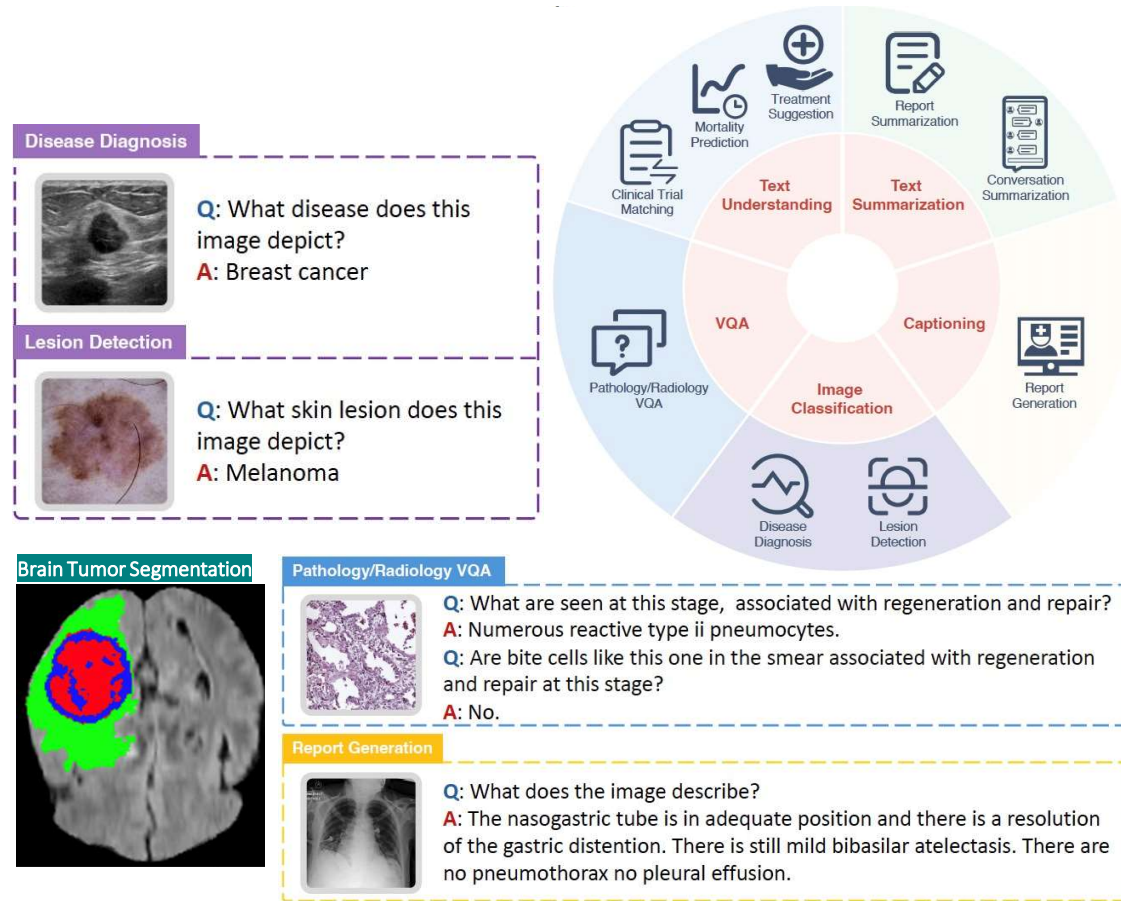 Disease Diagnosis
Q: What disease does this
image depict?
A: Breast cancer
Lesion Detection
Q: What skin lesion does this
image depict?
A: Melanoma
Treatment
Suggestion
Mortality
Prediction
Clinical Trial
Matching
Report
Summarization
Conversation
Summarization
Text
Understanding
Text
Summarization
VQA
Captioning
Image
Classification
Pathology/Radiology
VQA
Report
Generation
Disease
Diagnosis
Lesion
Detection
Brain Tumor Segmentation
Pathology/Radiology VQA
Q: What are seen at this stage, associated with regeneration and repair?
A: Numerous reactive type ii pneumocytes.
Q: Are bite cells like this one in the smear associated with regeneration
and repair at this stage?
A: No.
Report Generation
Q: What does the image describe?
A: The nasogastric tube is in adequate position and there is a resolution
of the gastric distention. There is still mild bibasilar atelectasis. There are
no pneumothorax no pleural effusion.